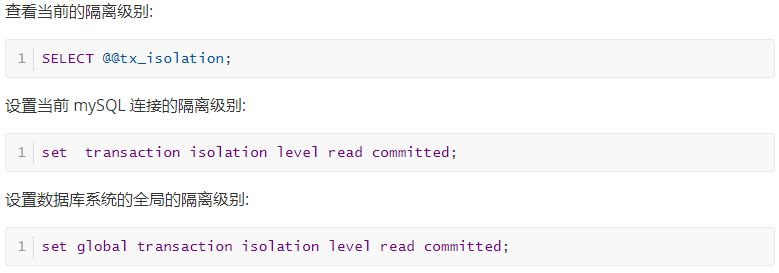 查看当前的隔离级别:
1 SELECT @@tx_isolation;
设置当前 mySQL 连接的隔离级别:
1 set  transaction isolation level read committed;
设置数据库系统的全局的隔离级别:
1 set global transaction isolation level read committed;